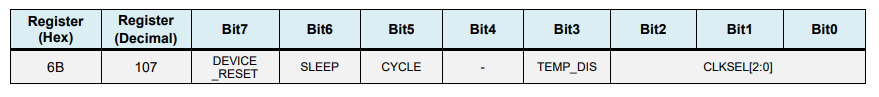 Register (Hex) Register (Decimal) Bit7 Bit6 Bit5 Bit4 Bit3 Bit2 Bit1 Bit0
6B 107 DEVICE _RESET SLEEP CYCLE - TEMP_DIS CLKSEL[2:0]